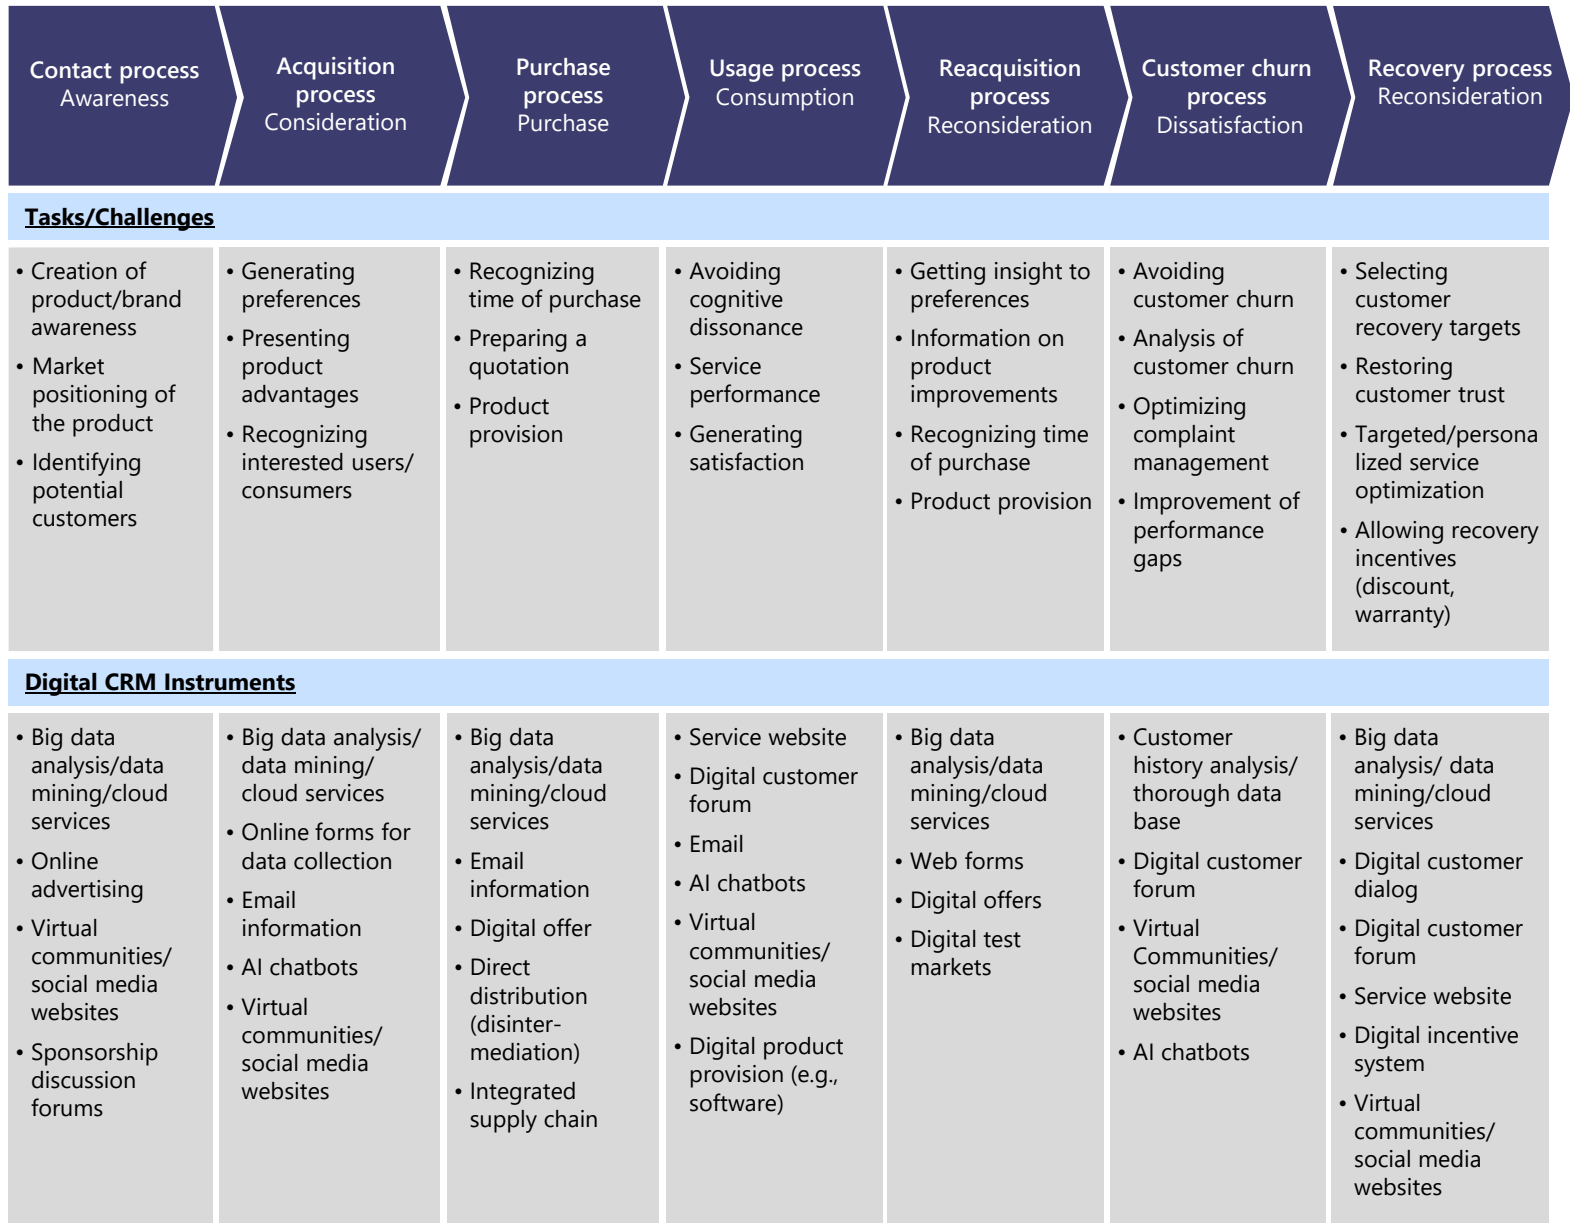 Contact process
Awareness
Acquisition
process
Consideration
Purchase
process
Purchase
Usage process
Consumption
Reacquisition
process
Reconsideration
Customer churn
process
Dissatisfaction
Recovery process
Reconsideration
Tasks/Challenges
• Creation of
product/brand
awareness
• Market
positioning of
the product
• Identifying
potential
customers
• Generating
preferences
• Presenting
product
advantages
• Recognizing
interested users/
consumers
• Recognizing
time of purchase
• Preparing a
quotation
• Product
provision
• Avoiding
cognitive
dissonance
• Service
performance
• Generating
satisfaction
• Getting insight to
preferences
• Information on
product
improvements
• Recognizing time
of purchase
• Product provision
• Avoiding
customer churn
• Analysis of
customer churn
• Optimizing
complaint
management
• Improvement of
performance
gaps
• Selecting
customer
recovery targets
• Restoring
customer trust
• Targeted/persona
lized service
optimization
• Allowing recovery
incentives
(discount,
warranty)
Digital CRM Instruments
• Big data
analysis/data
mining/cloud
services
• Online
advertising
• Virtual
communities/
social media
websites
• Sponsorship
discussion
forums
• Big data analysis/
data mining/
cloud services
• Online forms for
data collection
• Email
information
• AI chatbots
• Virtual
communities/
social media
websites
• Big data
analysis/data
mining/cloud
services
• Email
information
• Digital offer
• Direct
distribution
(disinter-
mediation)
• Integrated
supply chain
• Service website
• Digital customer
forum
• Email
• AI chatbots
• Virtual
communities/
social media
websites
• Digital product
provision (e.g.,
software)
• Big data
analysis/data
mining/cloud
services
• Web forms
• Digital offers
• Digital test
markets
• Customer
history analysis/
thorough data
base
• Digital customer
forum
• Virtual
Communities/
social media
websites
• AI chatbots
• Big data
analysis/ data
mining/cloud
services
• Digital customer
dialog
• Digital customer
forum
• Service website
• Digital incentive
system
• Virtual
communities/
social media
websites